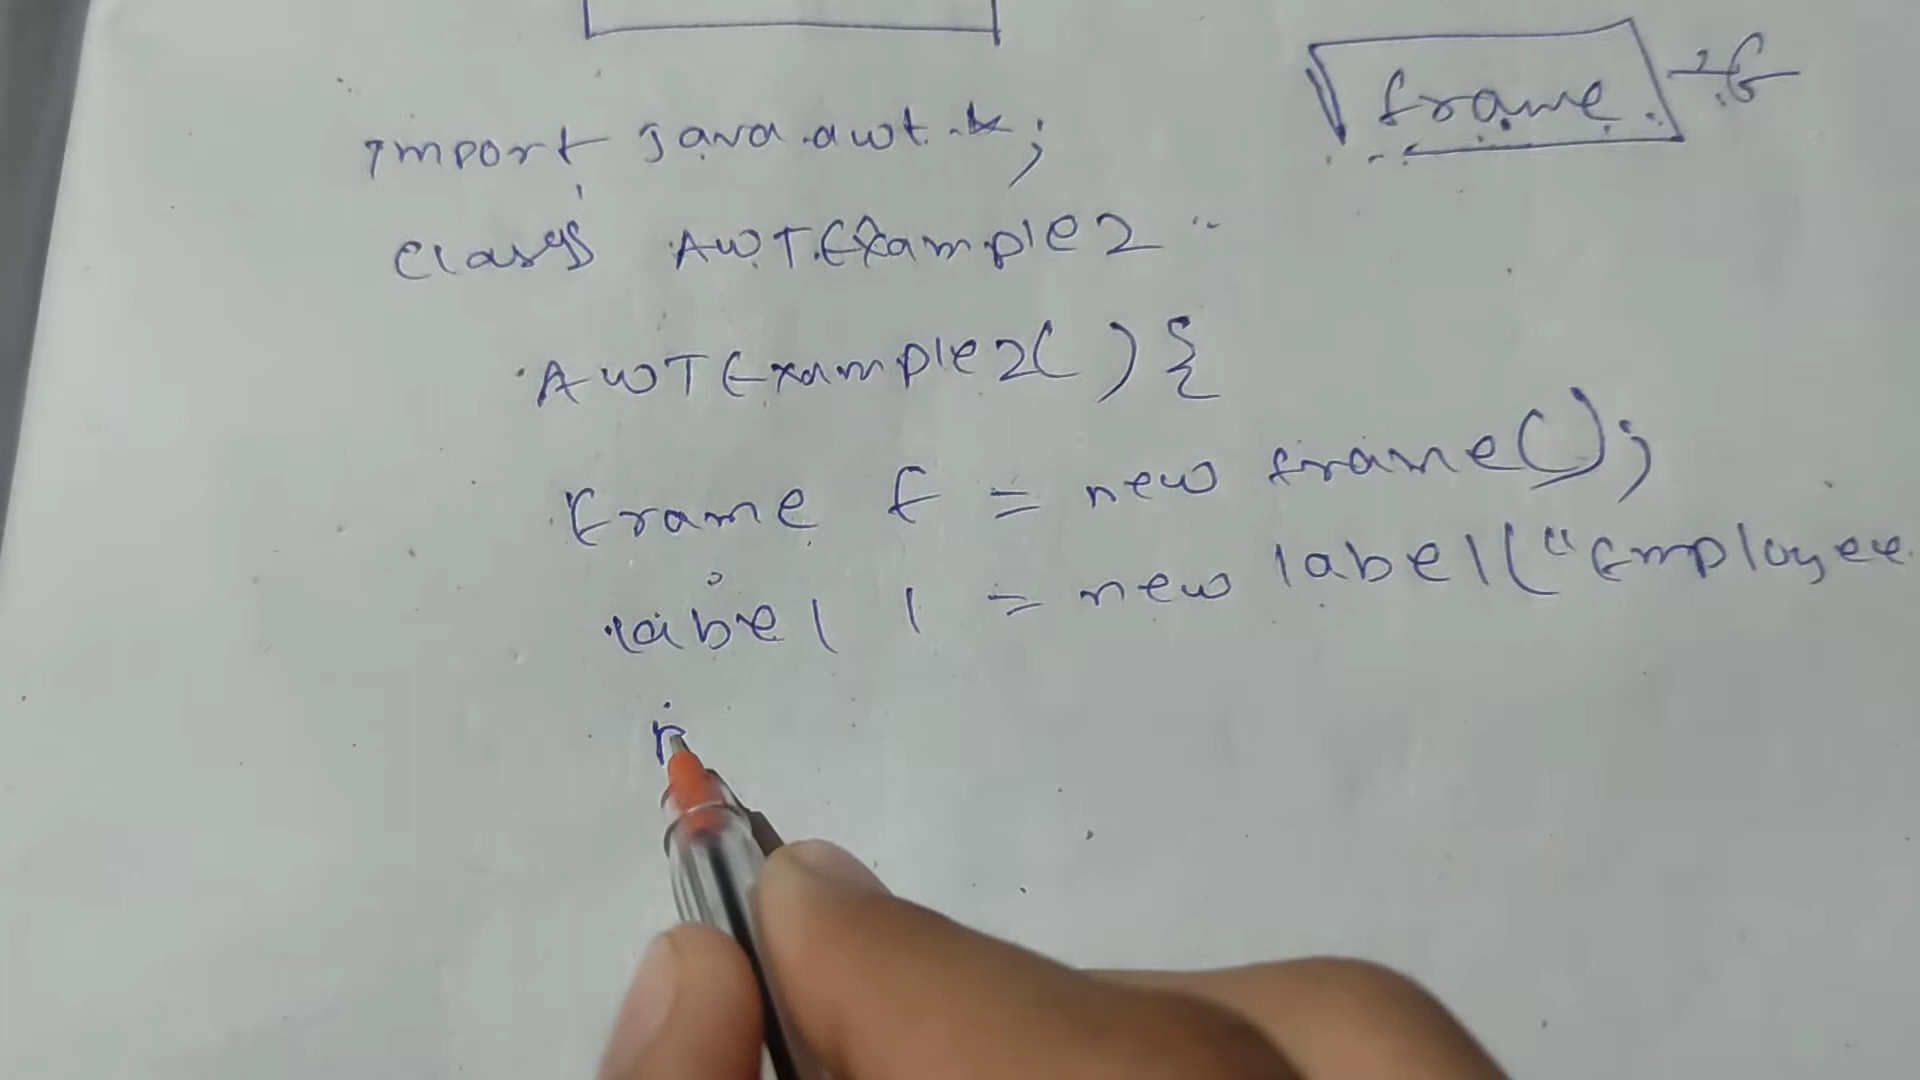 frame
import java.awt.*;
class AWTExample2
AWTExample2( ) {
Frame f = new frame();
label l = new label("Employee